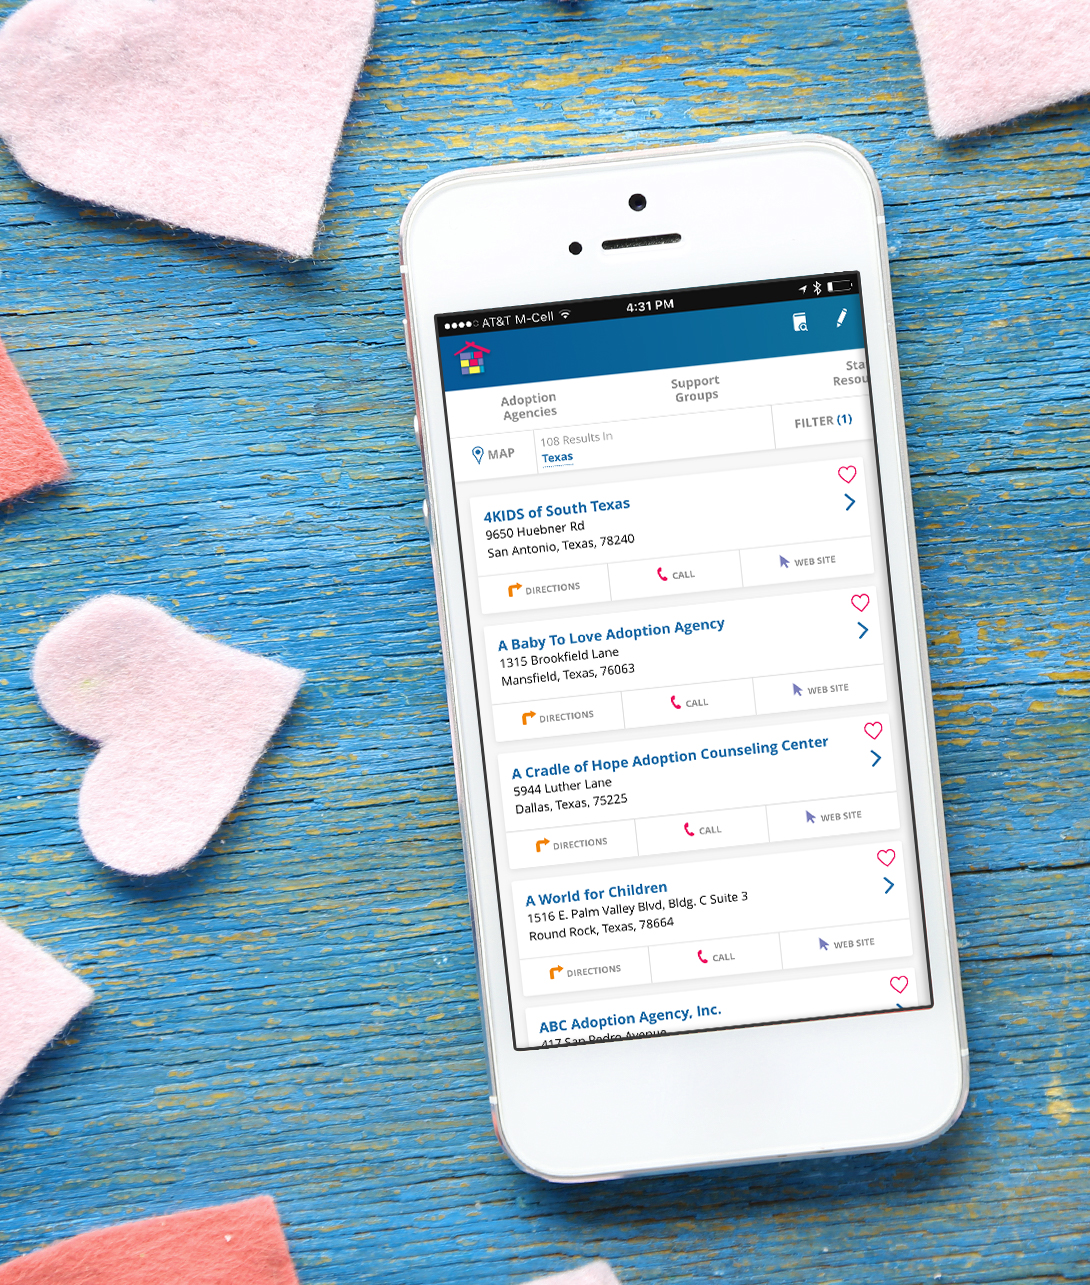 AT&T M-Cell 4:31 PM
Adoption Agencies
Support Groups
Sta
Resou
MAP
108 Results In
Texas
FILTER (1)
4KIDS of South Texas
9650 Huebner Rd
San Antonio, Texas, 78240
DIRECTIONS CALL WEB SITE
A Baby To Love Adoption Agency
1315 Brookfield Lane
Mansfield, Texas, 76063
DIRECTIONS CALL WEB SITE
A Cradle of Hope Adoption Counseling Center
5944 Luther Lane
Dallas, Texas, 75225
DIRECTIONS CALL WEB SITE
A World for Children
1516 E. Palm Valley Blvd, Bldg. C Suite 3
Round Rock, Texas, 78664
DIRECTIONS CALL WEB SITE
ABC Adoption Agency, Inc.
417 San Pedro Avenue